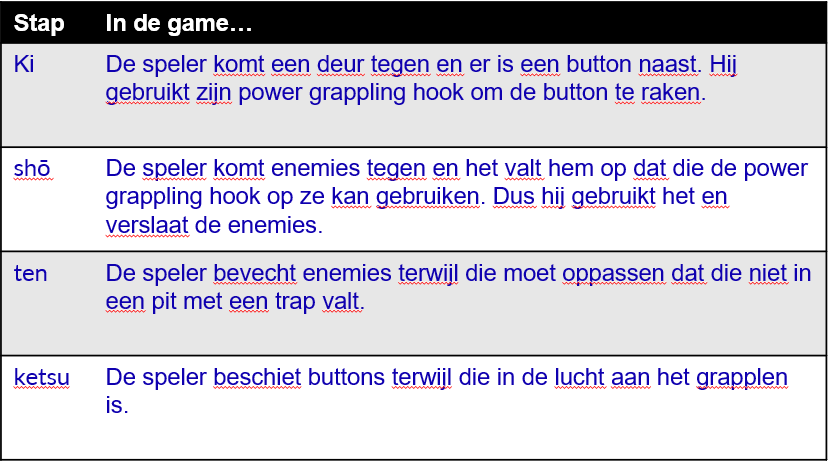 Stap In de game…
Ki De speler komt een deur tegen en er is een button naast. Hij
gebruikt zijn power grappling hook om de button te raken.
shō De speler komt enemies tegen en het valt hem op dat die de power
grappling hook op ze kan gebruiken. Dus hij gebruikt het en
verslaat de enemies.
ten De speler bevecht enemies terwijl die moet oppassen dat die niet in
een pit met een trap valt.
ketsu De speler beschiet buttons terwijl die in de lucht aan het grapplen
is.